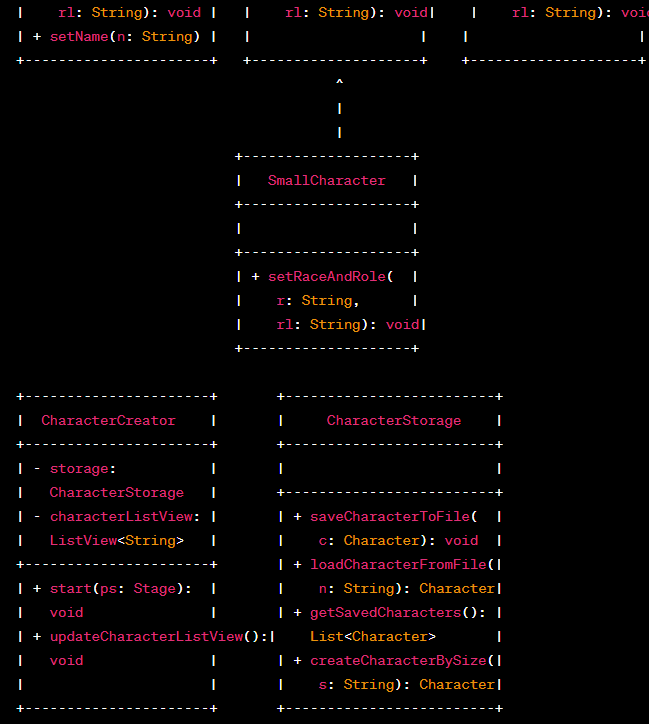 |    rl: String): void |   |    rl: String): void|    |    rl: String): voi
| + setName(n: String) |   |                    |    |                    |
+----------------------+   +--------------------+    +--------------------+
                                      ^
                                      |
                                      |
                          +--------------------+
                          |   SmallCharacter   |
                          +--------------------+
                          |                    |
                          +--------------------+
                          | + setRaceAndRole(  |
                          |    r: String,      |
                          |    rl: String): void|
                          +--------------------+
+----------------------+       +-------------------------+
|  CharacterCreator    |       |     CharacterStorage    |
+----------------------+       +-------------------------+
| - storage:           |       |                         |
|   CharacterStorage   |       +-------------------------+
| - characterListView: |       | + saveCharacterToFile(  |
|   ListView<String>   |       |    c: Character): void  |
+----------------------+       | + loadCharacterFromFile(|
| + start(ps: Stage):  |       |    n: String): Character|
|   void               |       | + getSavedCharacters(): |
| + updateCharacterListView():|    List<Character>       |
|   void               |       | + createCharacterBySize(|
|                      |       |    s: String): Character|
+----------------------+       +-------------------------+